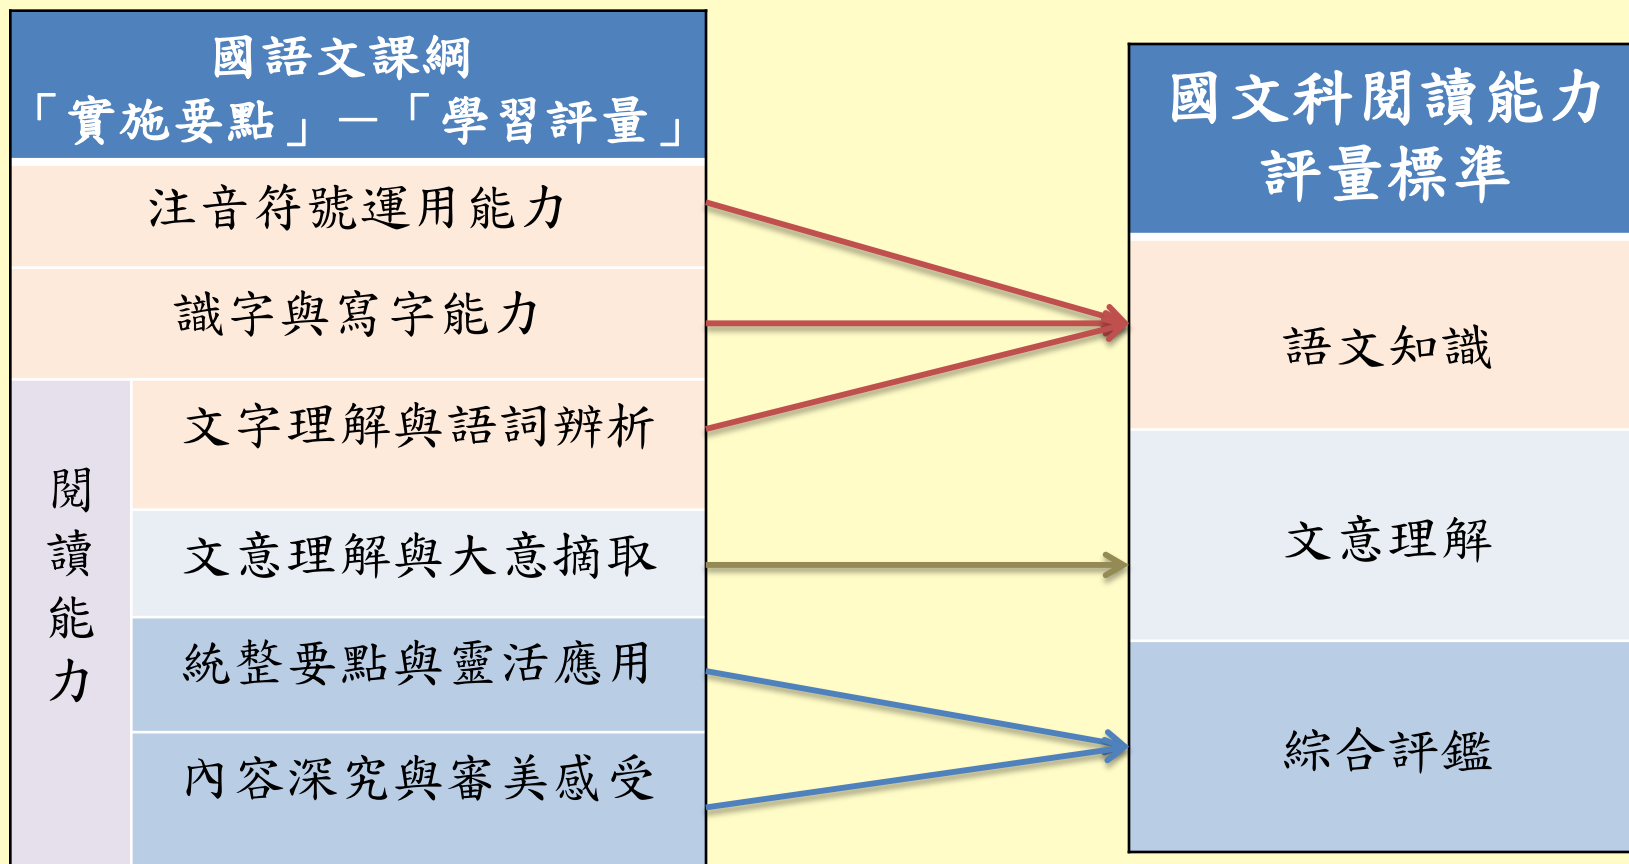 國語文課綱
「實施要點」－「學習評量」
注音符號運用能力
識字與寫字能力
閱讀能力
文字理解與語詞辨析
文意理解與大意摘取
統整要點與靈活應用
內容深究與審美感受
國文科閱讀能力
評量標準
語文知識
文意理解
綜合評鑑